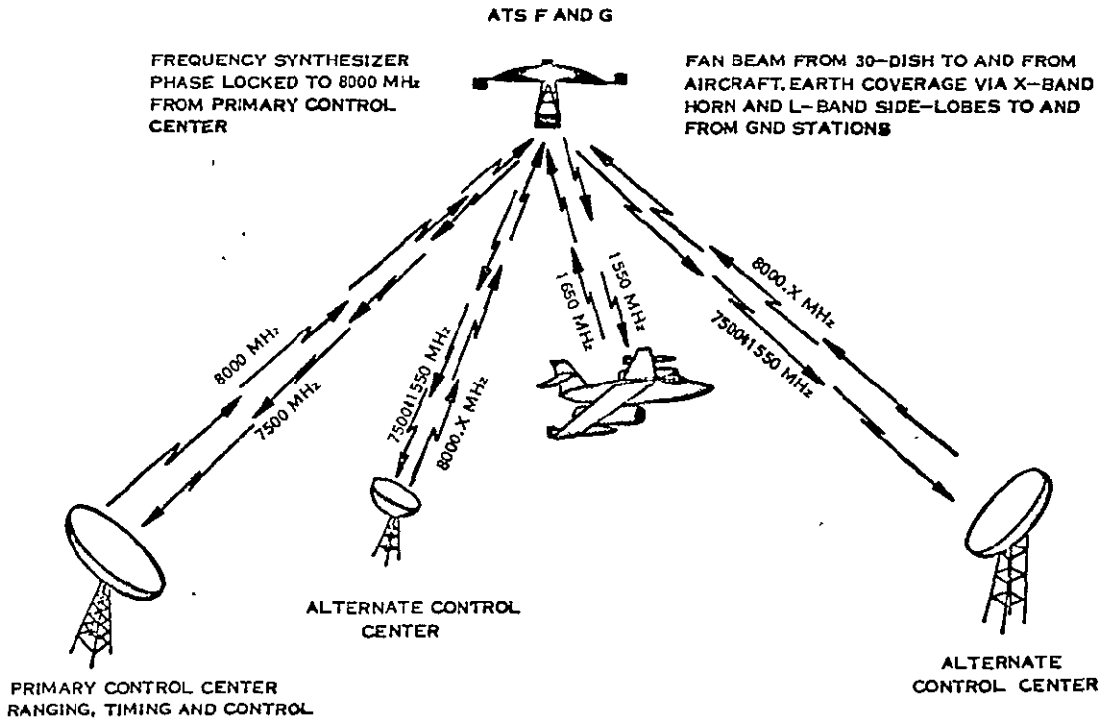 ATS F AND G
FREQUENCY SYNTHESIZER
PHASE LOCKED TO 8000 MHz
FROM PRIMARY CONTROL
CENTER
FAN BEAM FROM 30-DISH TO AND FROM
AIRCRAFT. EARTH COVERAGE VIA X-BAND
HORN AND L-BAND SIDE-LOBES TO AND
FROM GND STATIONS
8000 MHz
7500 MHz
7500&1550 MHz
8000.X MHz
1650 MHz
1550 MHz
8000.X MHz
7500&1550 MHz
PRIMARY CONTROL CENTER
RANGING, TIMING AND CONTROL
ALTERNATE CONTROL
CENTER
ALTERNATE
CONTROL CENTER